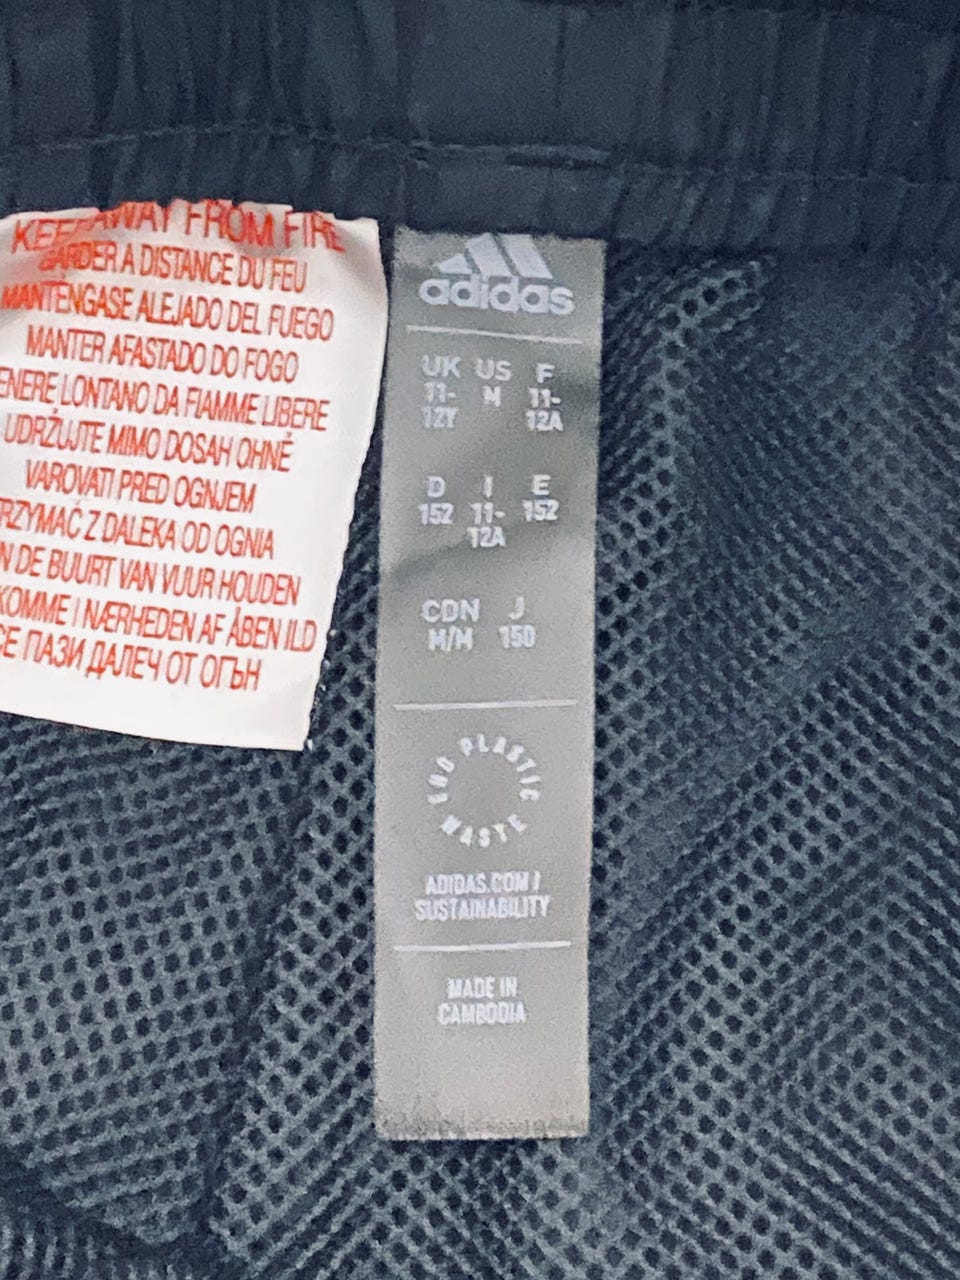 KEEP AWAY FROM FIRE
GARDER A DISTANCE DU FEU
MANTENGASE ALEJADO DEL FUEGO
MANTER AFASTADO DO FOGO
ENERE LONTANO DA FIAMME LIBERE
UDRŽUJTE MIMO DOSAH OHNĚ
VAROVATI PRED OGNJEM
RZYMAĆ Z DALEKA OD OGNIA
N DE BUURT VAN VUUR HOUDEN
KOMME I NÆRHEDEN AF ÅBEN ILD
СЕ ПАЗИ ДАЛЕЧ ОТ ОГЪН
adidas
UK US F
11- M 11-
12Y 12A
D I E
152 11- 152
12A
CDN J
M/M 150
END PLASTIC WASTE
ADIDAS.COM/
SUSTAINABILITY
MADE IN
CAMBODIA